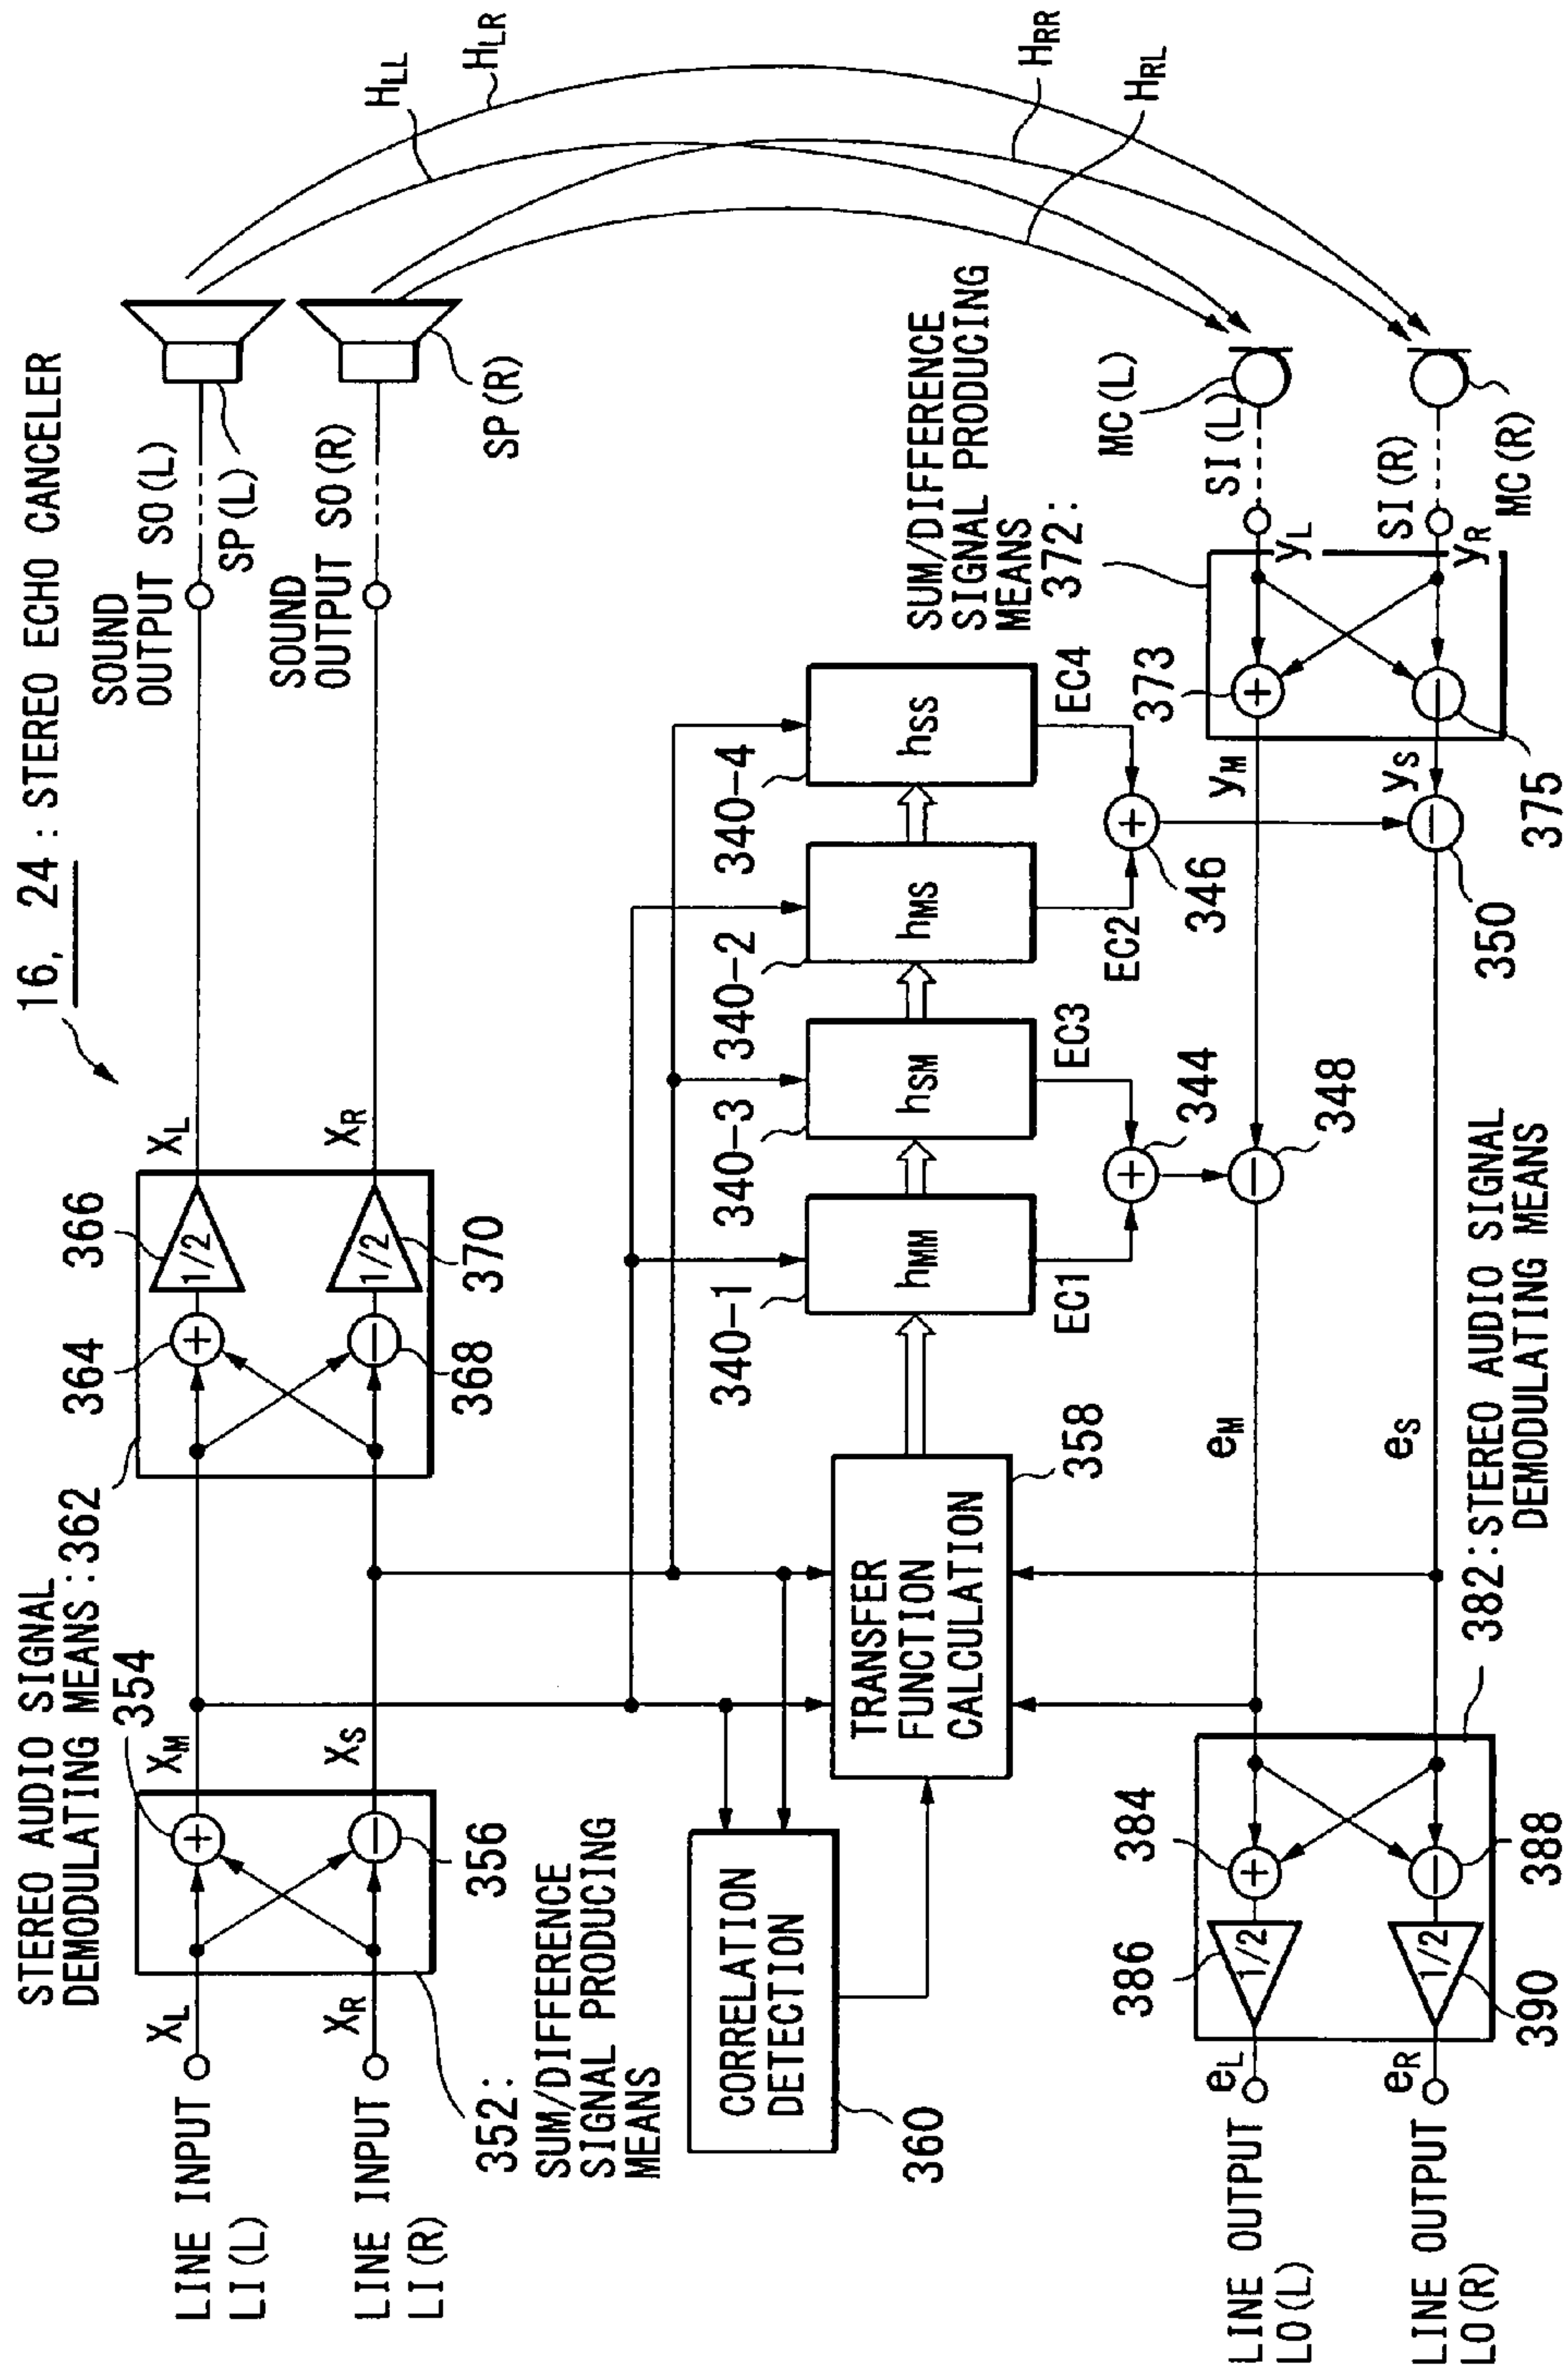 16, 24 : STEREO ECHO CANCELER
STEREO AUDIO SIGNAL
DEMODULATING MEANS : 362
LINE INPUT
LI(L)
XL
354
XM
364
366
1/2
XL
SOUND
OUTPUT SO(L)
SP(L)
HLL
HLR
LINE INPUT
LI(R)
XR
356
XS
368
1/2
370
XR
SOUND
OUTPUT SO(R)
SP(R)
HRR
HRL
352:
SUM/DIFFERENCE
SIGNAL PRODUCING
MEANS
CORRELATION
DETECTION
360
TRANSFER
FUNCTION
CALCULATION
358
340-1
hMM
EC1
340-3
hSM
EC3
340-2
hMS
EC2
340-4
hSS
EC4
344
348
346
350
SUM/DIFFERENCE
SIGNAL PRODUCING
MEANS
372:
373
375
yM
yS
yL
yR
SI(L)
MC(L)
SI(R)
MC(R)
LINE OUTPUT
LO(L)
eL
386
1/2
384
eM
LINE OUTPUT
LO(R)
eR
390
1/2
388
eS
382 : STEREO AUDIO SIGNAL
DEMODULATING MEANS